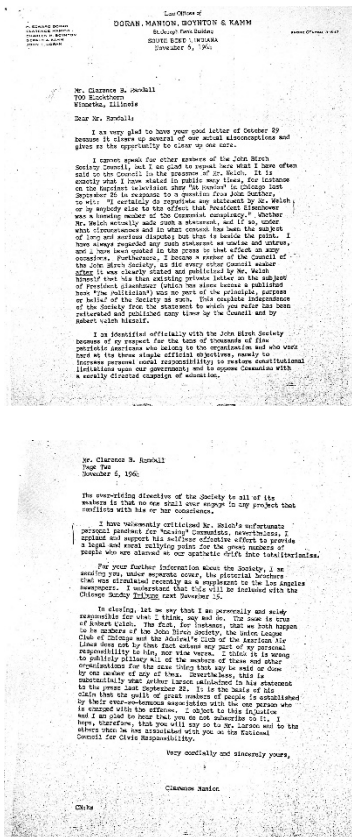 Law Offices of
DORAN, MANION, BOYNTON & KAMM
St. Joseph Bank Building
SOUTH BEND 1, INDIANA
November 6, 196
Mr. Clarence B. Randall
700 Blackthorn
Winnetka, Illinois
Dear Mr. Randall:
I am very glad to have your good letter of October 29
because it clears up several of our mutual misconceptions and
gives me the opportunity to clear up one more.
I cannot speak for other members of the John Birch
Society Council, but I am glad to repeat here what I have often
said to the Council in the presence of Mr. Welch. It is
exactly what I have stated in public many times, for instance
on the Kupcinet television show "At Random" in Chicago last
September 26 in response to a question from John Gunther,
to wit: "I certainly do repudiate any statement by Mr. Welch
or by anybody else to the effect that President Eisenhower
was a knowing member of the Communist conspiracy." Whether
Mr. Welch actually made such a statement, and if so, under
what circumstances and in what context has been the subject
of long and serious dispute; but that is beside the point. I
have always regarded any such statement as unwise and untrue,
and I have been quoted in the press to that effect on many
occasions. Furthermore, I became a member of the Council of
the John Birch Society, as did every other Council member
after it was clearly stated and published by Mr. Welch
himself that his then existing private letter on the subject
of President Eisenhower (which has since become a published
book "The Politician") was no part of the principle, purpose
or belief of the Society as such. This complete independence
of the Society from the statement to which you refer has been
reiterated and published many times by the Council and by
Robert Welch himself.
I am identified officially with the John Birch Society
because of my respect for the tens of thousands of fine
patriotic Americans who belong to the organization and who work
hard at its three simple official objectives, namely to
increase personal moral responsibility; to restore constitutional
limitations upon our government; and to oppose Communism with
a morally directed campaign of education.
Mr. Clarence B. Randall
Page Two
November 6, 196
The ever-riding directive of the Society to all of its
members is that no one shall ever engage in any project that
conflicts with his or her conscience.
I have vehemently criticized Mr. Welch's unfortunate
personal penchant for "naming" Communists, nevertheless, I
applaud and support his selfless effective effort to provide
a legal and moral rallying point for the great numbers of
people who are alarmed at our apathetic drift into totalitarianism.
For your further information about the Society, I am
sending you, under separate cover, the pictorial brochure
that was circulated recently as a supplement to the Los Angeles
newspapers. I understand that this will be included with the
Chicago Sunday Tribune next November 15.
In closing, let me say that I am personally and solely
responsible for what I think, say and do. The same is true
of Robert Welch. The fact, for instance, that we both happen
to be members of the John Birch Society, the Union League
Club of Chicago and the Admiral's Club of the American Air
Lines does not by that fact extend any part of my personal
responsibility to him, nor vice versa. I think it is wrong
to publicly pillary all of the members of these and other
organizations for the same thing that may be said or done
by one member of any of them. Nevertheless, this is
substantially what Arthur Larson maintained in his statement
to the press last September 22. It is the basis of his
claim that the guilt of great numbers of people is established
by their ever-so-tenuous association with the one person who
is charged with the offense. I object to this injustice
and I am glad to hear that you do not subscribe to it. I
hope, therefore, that you will say so to Mr. Larson and to the
others whom he has associated with you on the National
Council for Civic Responsibility.
Very cordially and sincerely yours,
Clarence Manion